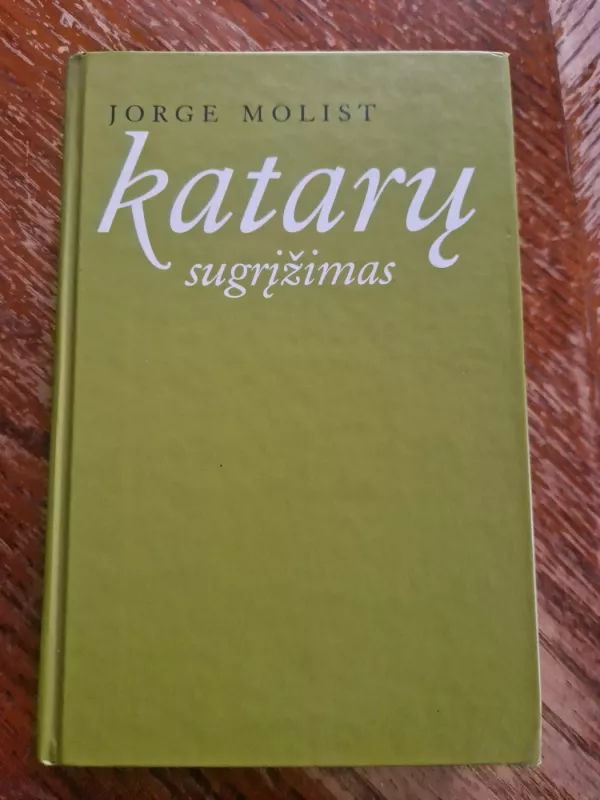 JORGE MOLIST
katarų
sugrįžimas